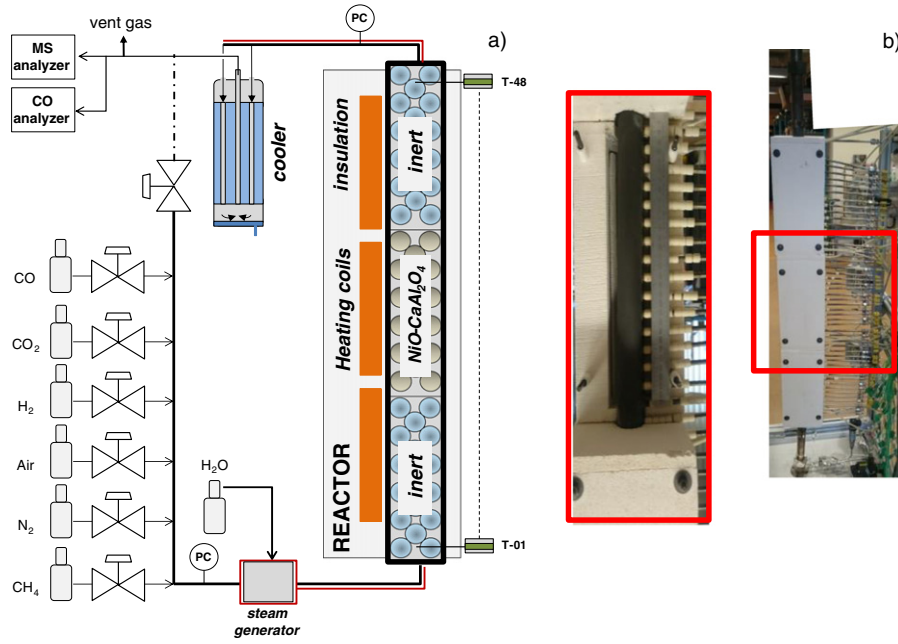 vent gas
PC
a)
b)
MS
analyzer
CO
analyzer
T-48
cooler
insulation
inert
CO
Heating coils
NiO-CaAl₂O₄
CO₂
H₂
Air
H₂O
REACTOR
inert
N₂
T-01
PC
CH₄
steam
generator